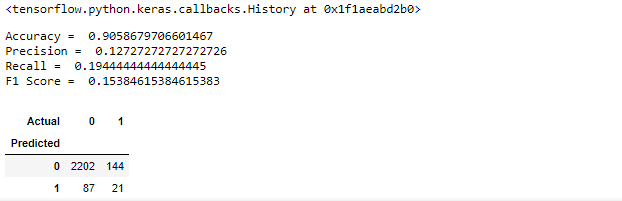 <tensorflow.python.keras.callbacks.History at 0x1f1aeabd2b0>
Accuracy = 0.9058679706601467
Precision = 0.12727272727272726
Recall = 0.19444444444444445
F1 Score = 0.15384615384615383
Actual 0 1
Predicted
0 2202 144
1 87 21